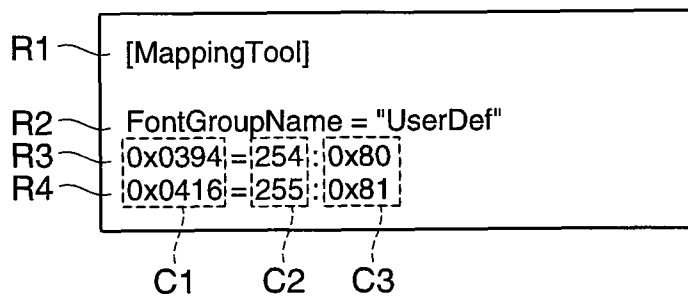 R1 [MappingTool]
R2 FontGroupName = "UserDef"
R3 0x0394 = 254 : 0x80
R4 0x0416 = 255 : 0x81
C1 C2 C3